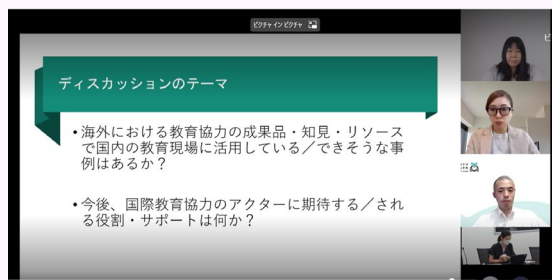 ピクチャ イン ピクチャ
ディスカッションのテーマ
•海外における教育協力の成果品・知見・リソース
で国内の教育現場に活用している／できそうな事
例はあるか？
•今後、国際教育協力のアクターに期待する／され
る役割・サポートは何か？